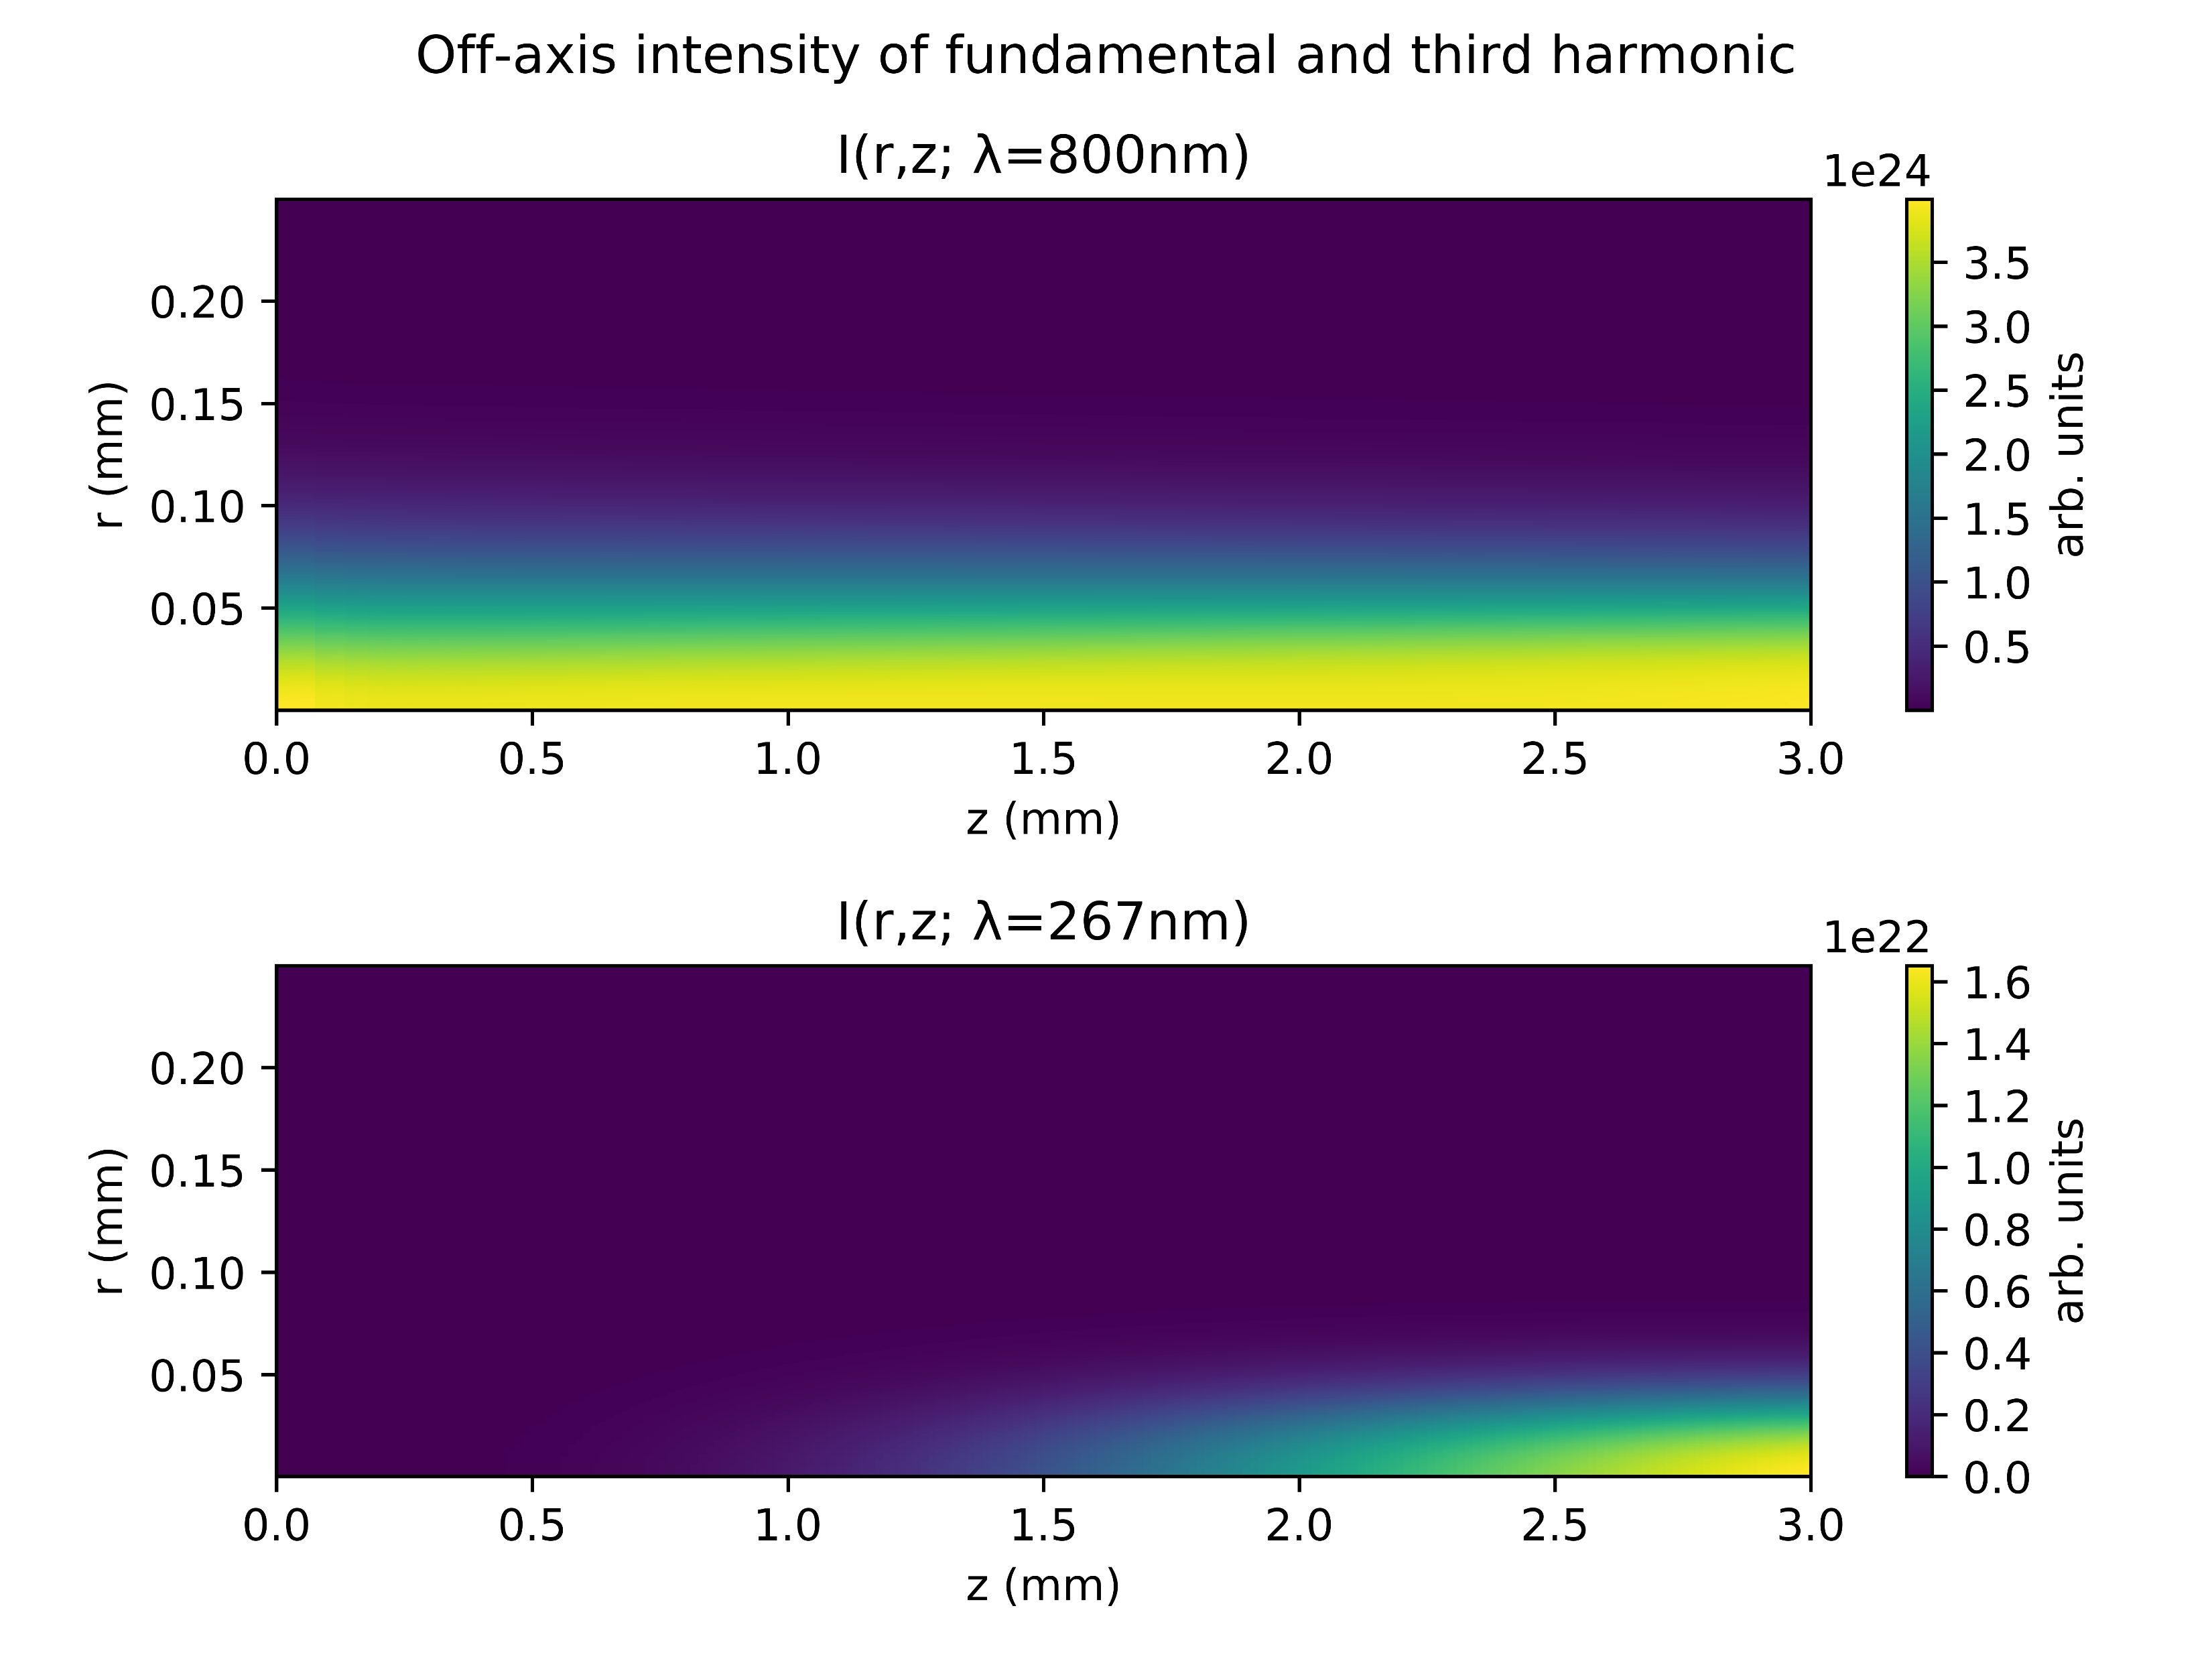 Off-axis intensity of fundamental and third harmonic
I(r,z; λ=800nm)
1e24
r (mm)
0.20
0.15
0.10
0.05
0.0 0.5 1.0 1.5 2.0 2.5 3.0
z (mm)
3.5
3.0
2.5
2.0
1.5
1.0
0.5
arb. units
I(r,z; λ=267nm)
1e22
r (mm)
0.20
0.15
0.10
0.05
0.0 0.5 1.0 1.5 2.0 2.5 3.0
z (mm)
1.6
1.4
1.2
1.0
0.8
0.6
0.4
0.2
0.0
arb. units